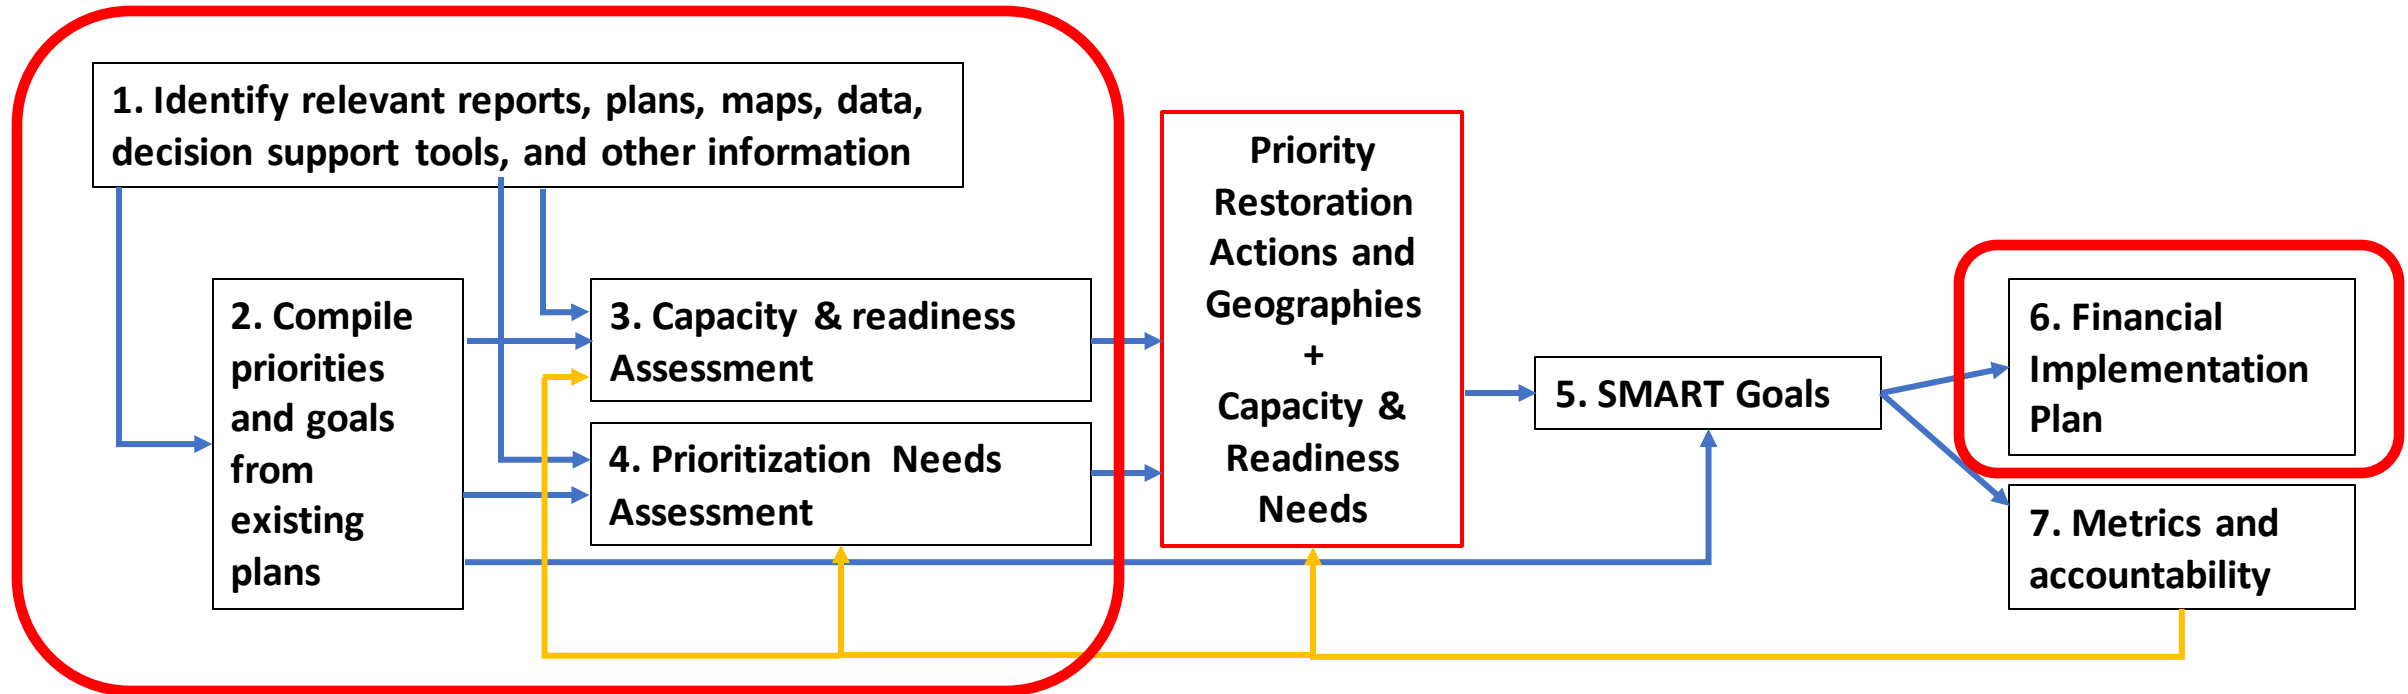 1. Identify relevant reports, plans, maps, data,
decision support tools, and other information
2. Compile
priorities
and goals
from
existing
plans
3. Capacity & readiness
Assessment
4. Prioritization Needs
Assessment
Priority
Restoration
Actions and
Geographies
+
Capacity &
Readiness
Needs
5. SMART Goals
6. Financial
Implementation
Plan
7. Metrics and
accountability